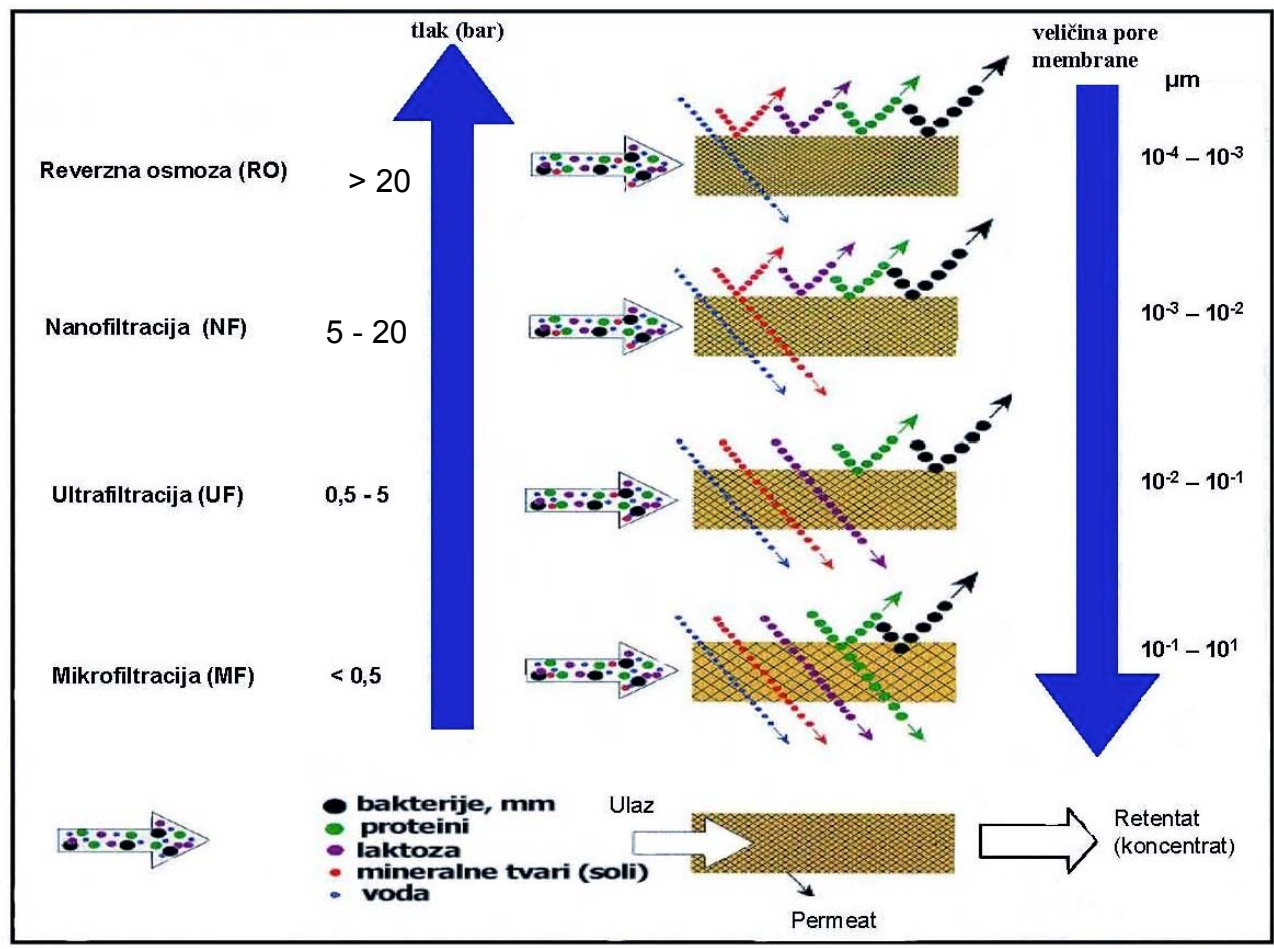 tlak (bar)
veličina pore
membrane
µm
Reverzna osmoza (RO)
> 20
10⁻⁴ – 10⁻³
Nanofiltracija (NF)
5 - 20
10⁻³ – 10⁻²
Ultrafiltracija (UF)
0,5 - 5
10⁻² – 10⁻¹
Mikrofiltracija (MF)
< 0,5
10⁻¹ – 10¹
bakterije, mm
proteini
laktoza
mineralne tvari (soli)
voda
Ulaz
Permeat
Retentat
(koncentrat)